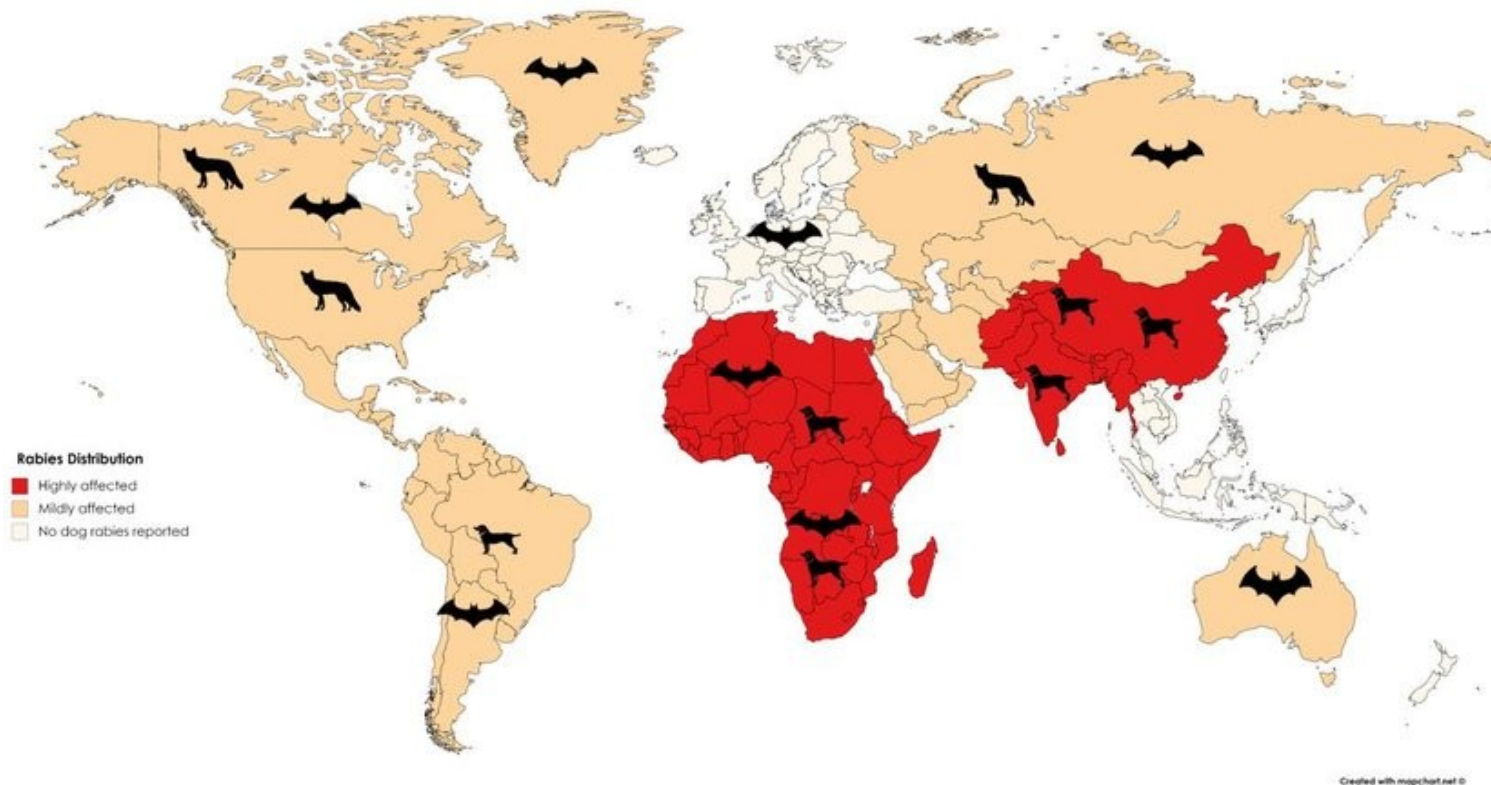 Rabies Distribution
Highly affected
Mildly affected
No dog rabies reported
Created with mapchart.net ©